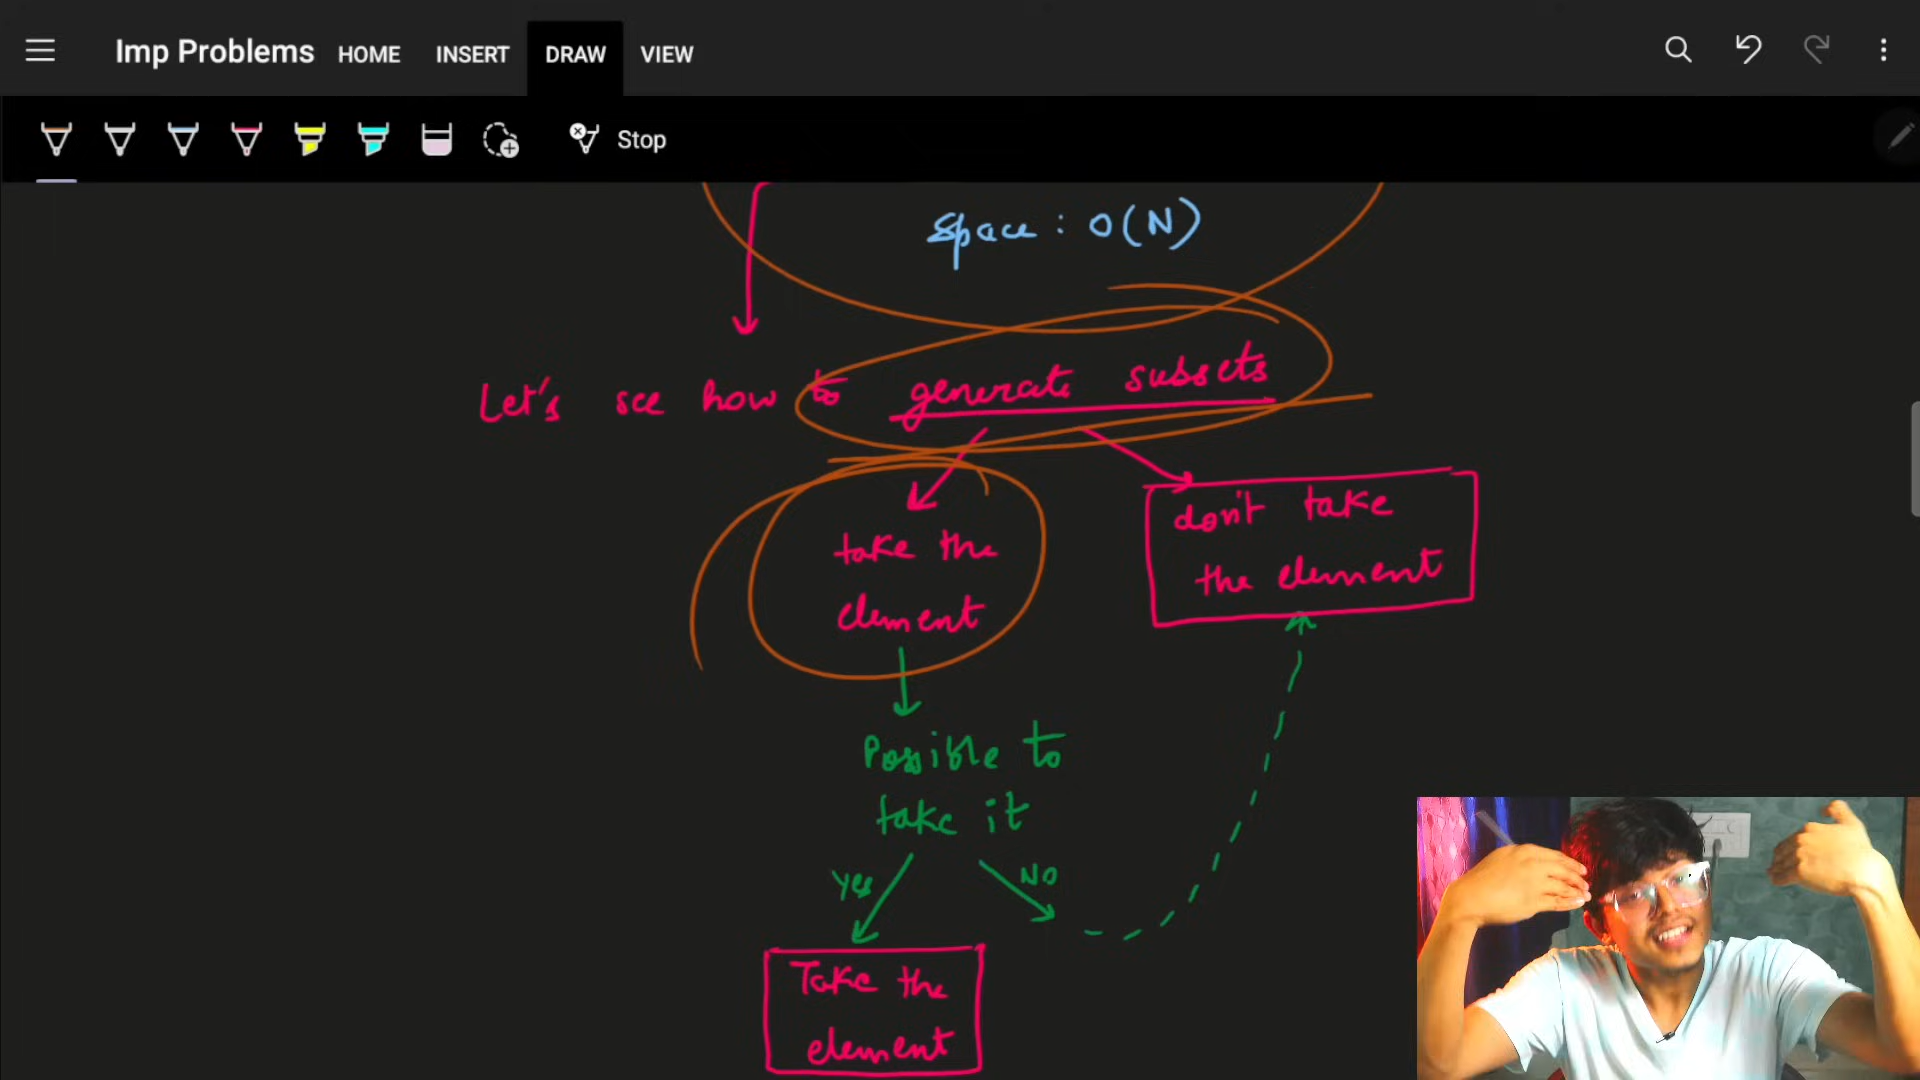 Imp Problems HOME INSERT DRAW VIEW
Stop
Space : O(N)
Let's see how to generate subsets
take the
element
don't take
the element
Possible to
take it
Yes
NO
Take the
element